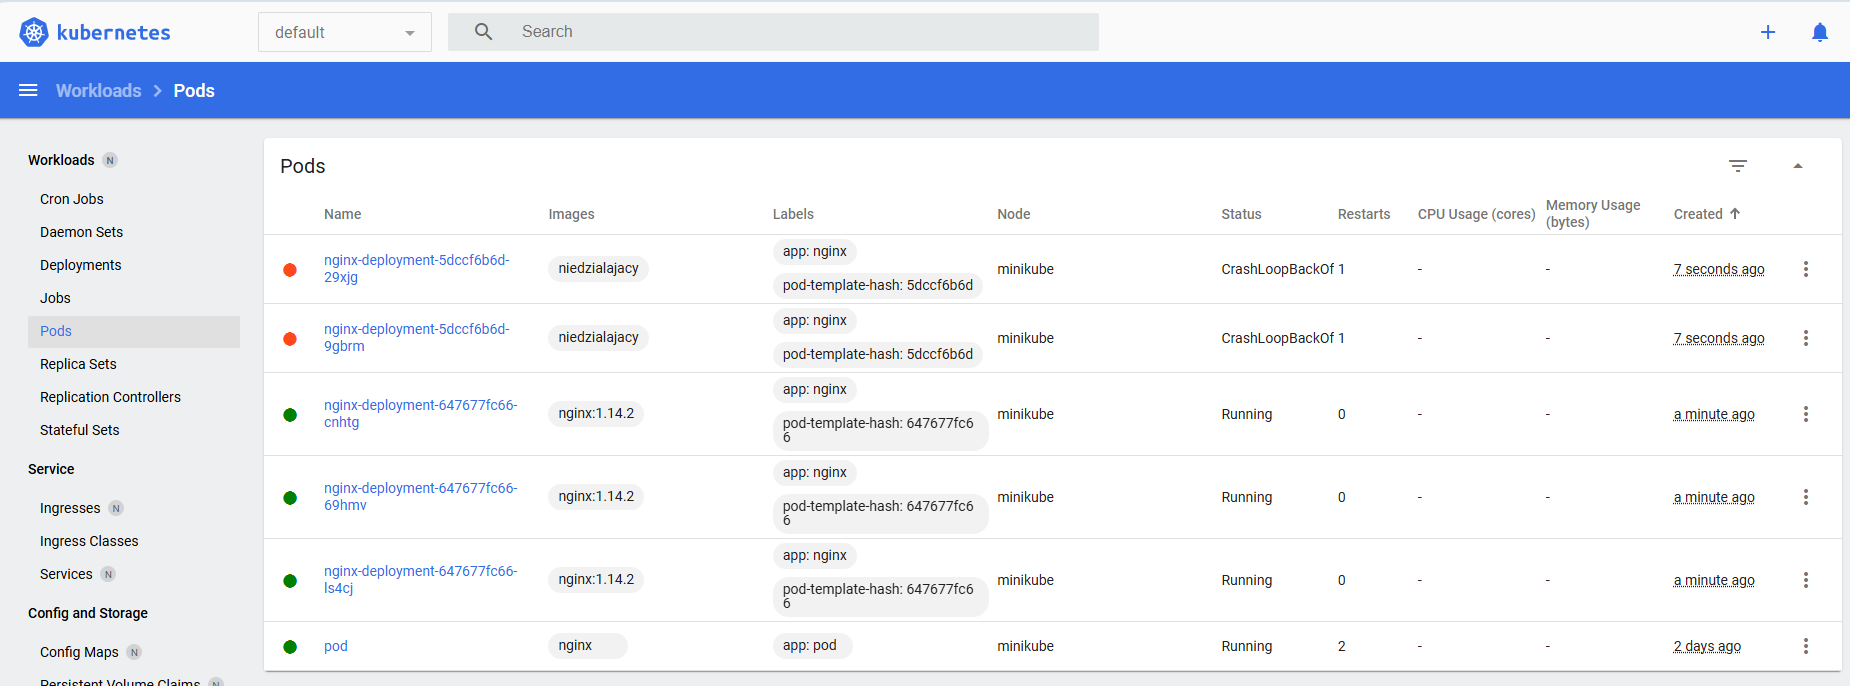 kubernetes
default
Search
Workloads > Pods
Workloads N
Cron Jobs
Daemon Sets
Deployments
Jobs
Pods
Replica Sets
Replication Controllers
Stateful Sets
Service
Ingresses N
Ingress Classes
Services N
Config and Storage
Config Maps N
Persistent Volume Claims N
Pods
Name Images Labels Node Status Restarts CPU Usage (cores) Memory Usage
(bytes) Created
nginx-deployment-5dccf6b6d-
29xjg
niedzialajacy
app: nginx
pod-template-hash: 5dccf6b6d
minikube
CrashLoopBackOf 1 - - 7 seconds ago
nginx-deployment-5dccf6b6d-
9gbrm
niedzialajacy
app: nginx
pod-template-hash: 5dccf6b6d
minikube
CrashLoopBackOf 1 - - 7 seconds ago
nginx-deployment-647677fc66-
cnhtg
nginx:1.14.2
app: nginx
pod-template-hash: 647677fc6
6
minikube
Running 0 - - a minute ago
nginx-deployment-647677fc66-
69hmv
nginx:1.14.2
app: nginx
pod-template-hash: 647677fc6
6
minikube
Running 0 - - a minute ago
nginx-deployment-647677fc66-
ls4cj
nginx:1.14.2
app: nginx
pod-template-hash: 647677fc6
6
minikube
Running 0 - - a minute ago
pod
nginx
app: pod
minikube
Running 2 - - 2 days ago